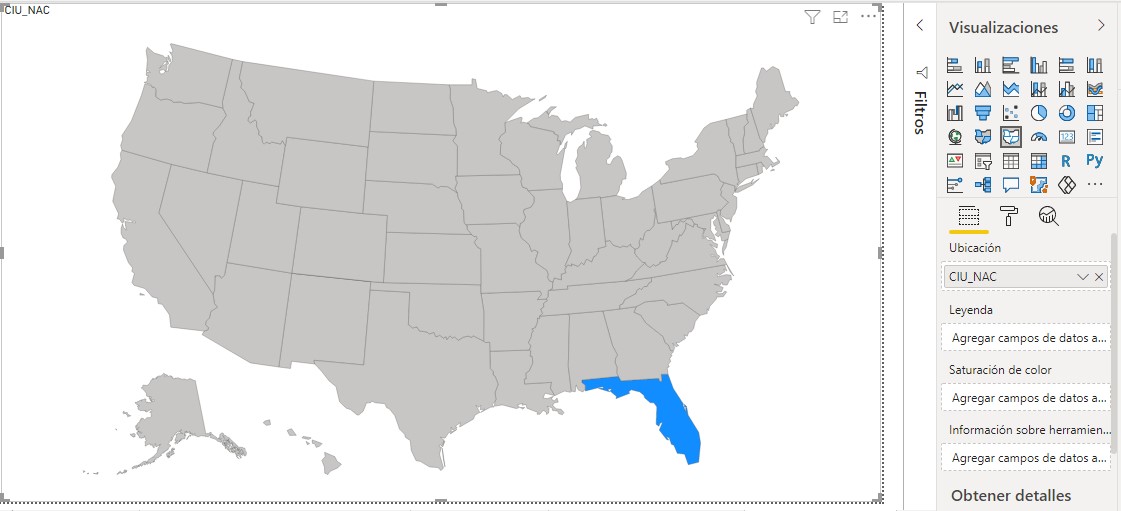 CIU_NAC
Visualizaciones
Filtros
123
R
Py
Ubicación
CIU_NAC
Leyenda
Agregar campos de datos a...
Saturación de color
Agregar campos de datos a...
Información sobre herramien...
Agregar campos de datos a...
Obtener detalles